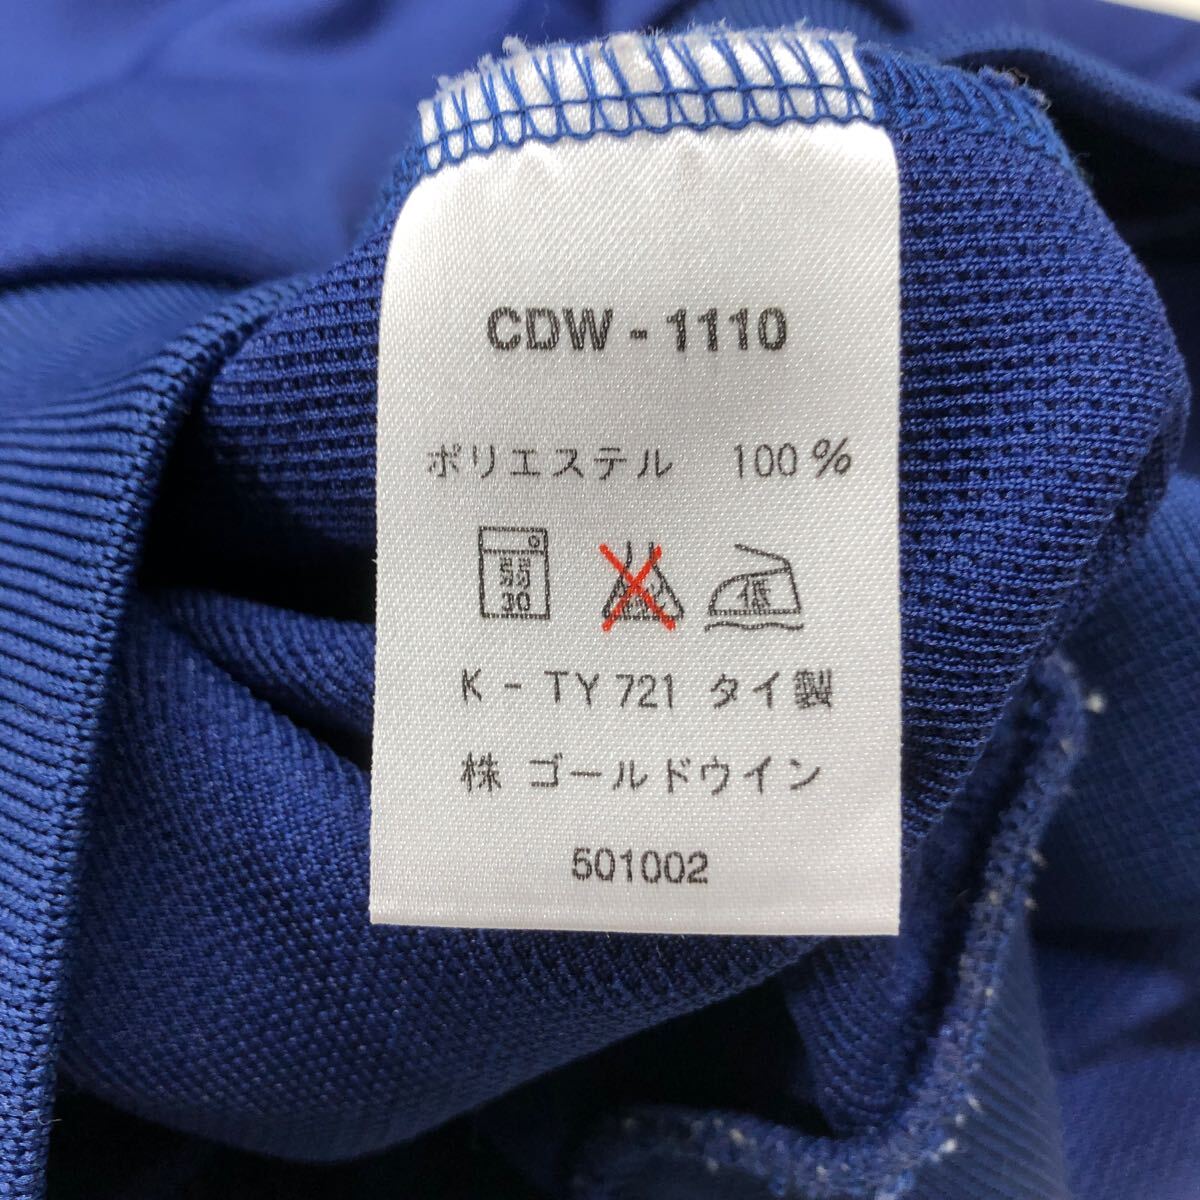 CDW - 1110
ポリエステル 100%
30 低
K - TY 721 タイ製
株 ゴールドウイン
501002